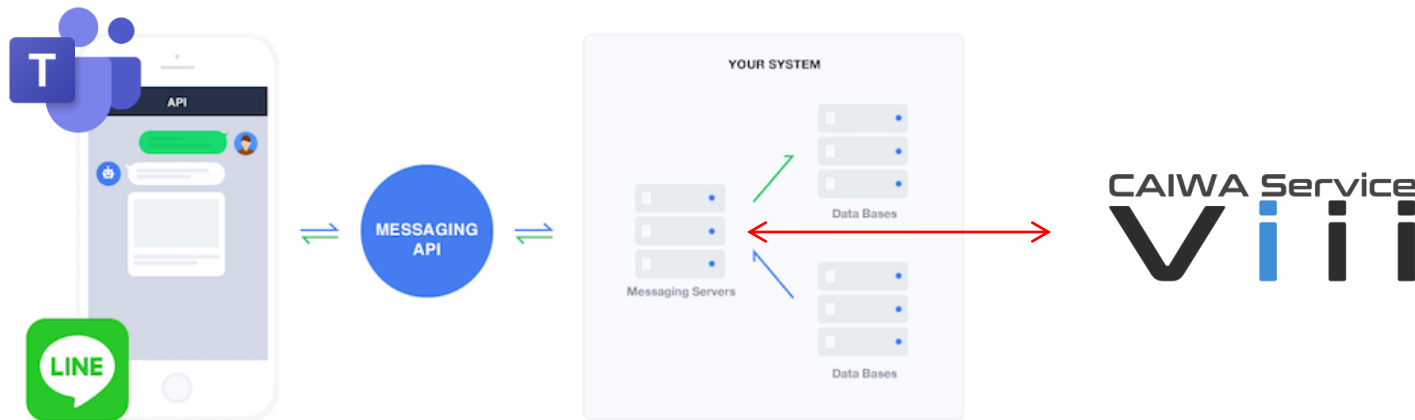 T
API
LINE
MESSAGING
API
YOUR SYSTEM
Messaging Servers
Data Bases
Data Bases
CAIWA Service
Viii